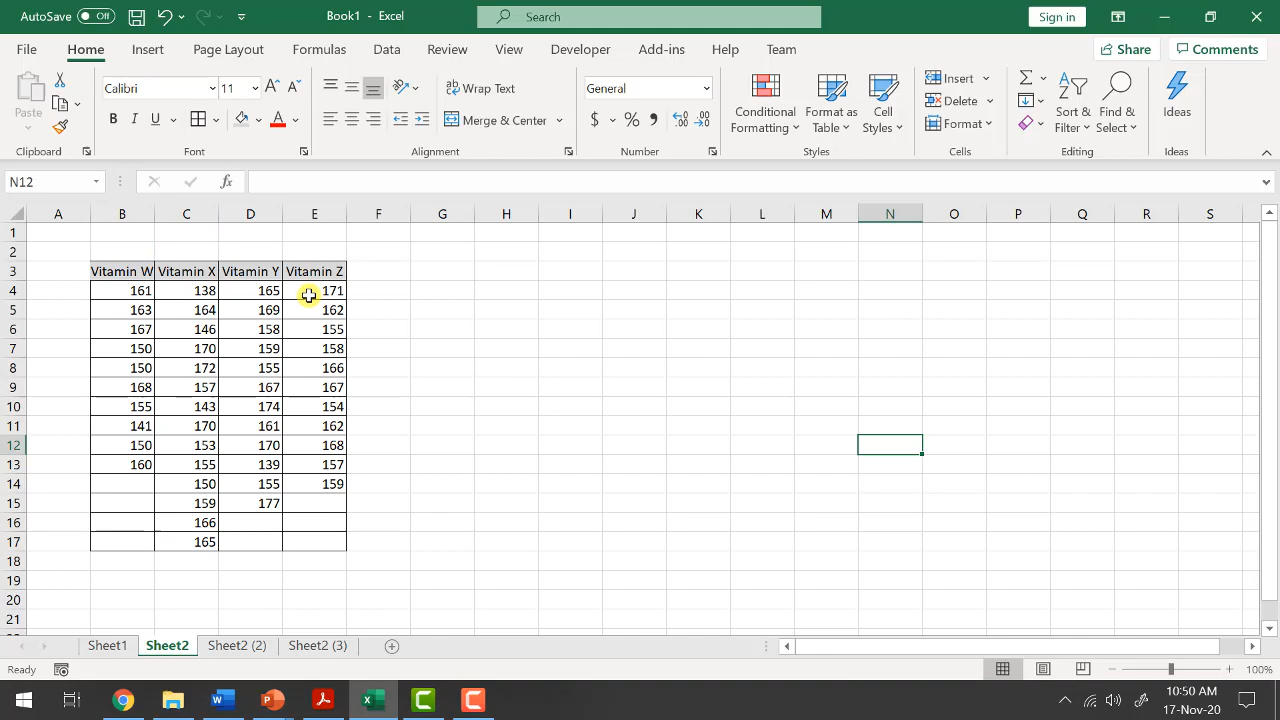 AutoSave Off Book1 - Excel Search Sign in
File Home Insert Page Layout Formulas Data Review View Developer Add-ins Help Team Share Comments
Paste
Clipboard
Calibri 11 A A
B I U A
Font
ab Wrap Text
Merge & Center
Alignment
General
$ % 9 .00 .00
Number
Conditional Formatting
Format as Table
Cell Styles
Styles
Insert
Delete
Format
Cells
Sort & Filter
Find & Select
Editing
Ideas
Ideas
N12 fx
A B C D E F G H I J K L M N O P Q R S
1
2
3 Vitamin W Vitamin X Vitamin Y Vitamin Z
4 161 138 165 171
5 163 164 169 162
6 167 146 158 155
7 150 170 159 158
8 150 172 155 166
9 168 157 167 167
10 155 143 174 154
11 141 170 161 162
12 150 153 170 168
13 160 155 139 157
14 150 155 159
15 159 177
16 166
17 165
18
19
20
21
Sheet1 Sheet2 Sheet2 (2) Sheet2 (3)
Ready 100%
10:50 AM
17-Nov-20